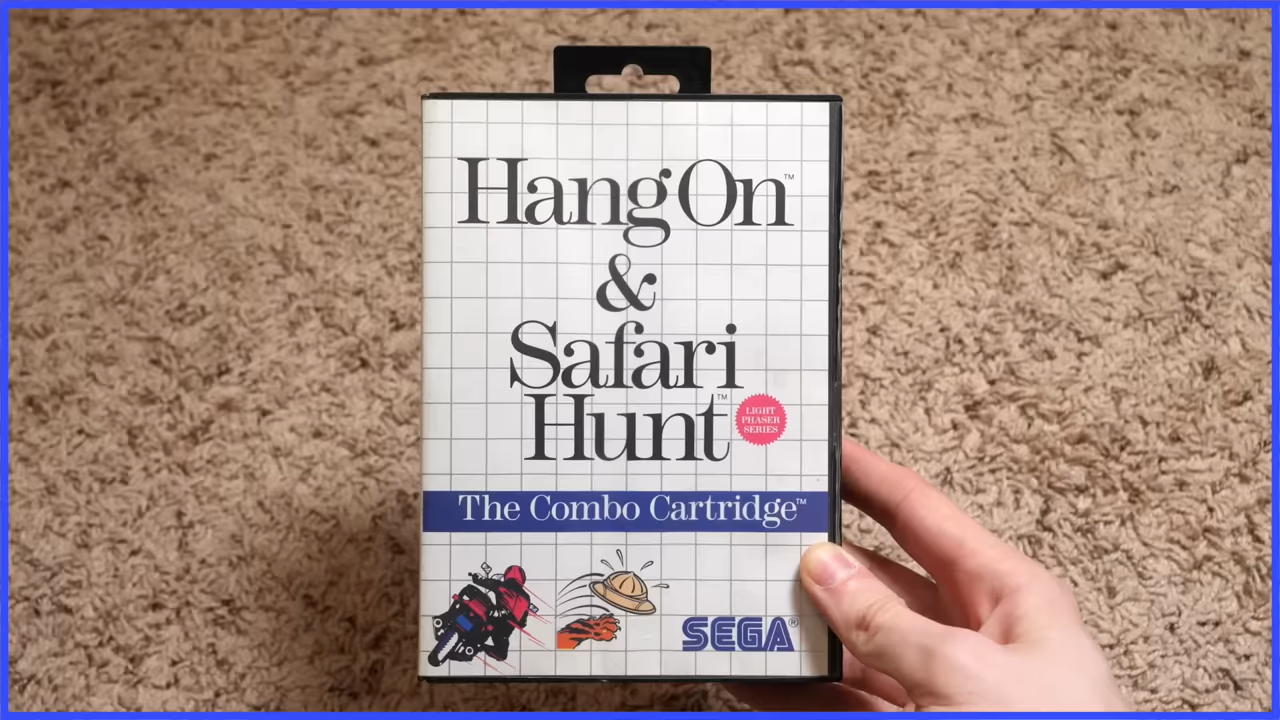 Hang On™
&
Safari
Hunt™
LIGHT
PHASER
SERIES
The Combo Cartridge™
SEGA®